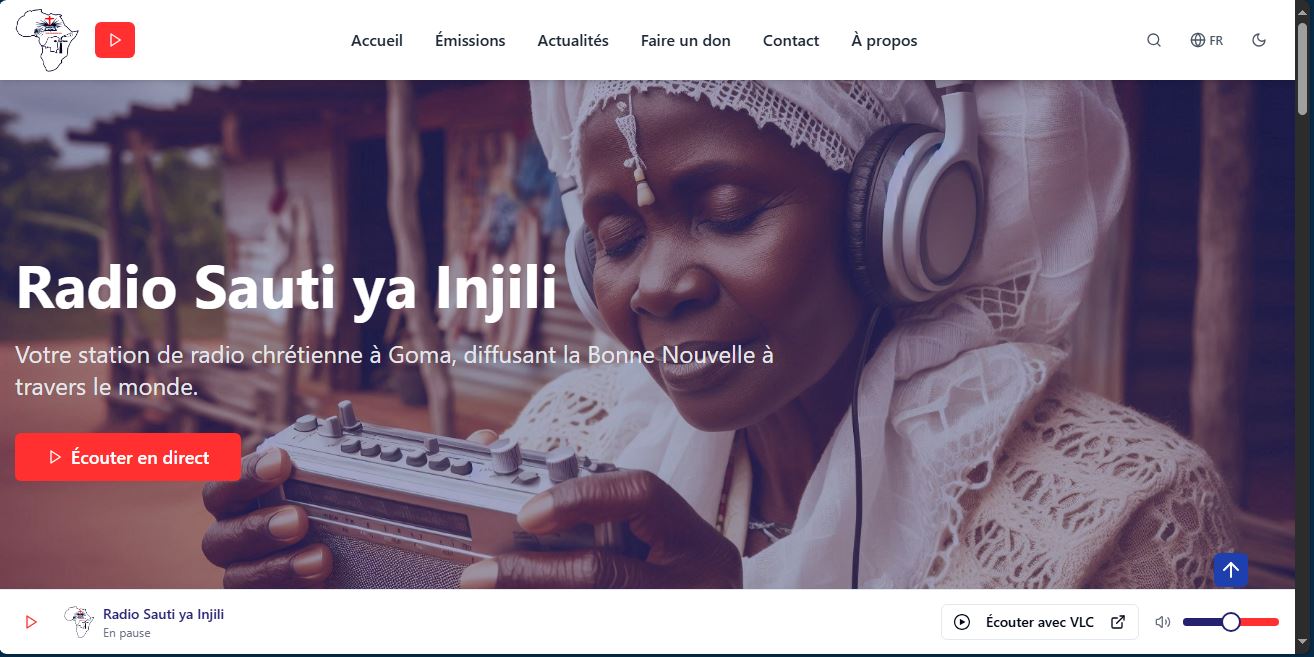 Accueil
Émissions
Actualités
Faire un don
Contact
À propos
FR
Radio Sauti ya Injili
Votre station de radio chrétienne à Goma, diffusant la Bonne Nouvelle à
travers le monde.
Écouter en direct
Radio Sauti ya Injili
En pause
Écouter avec VLC